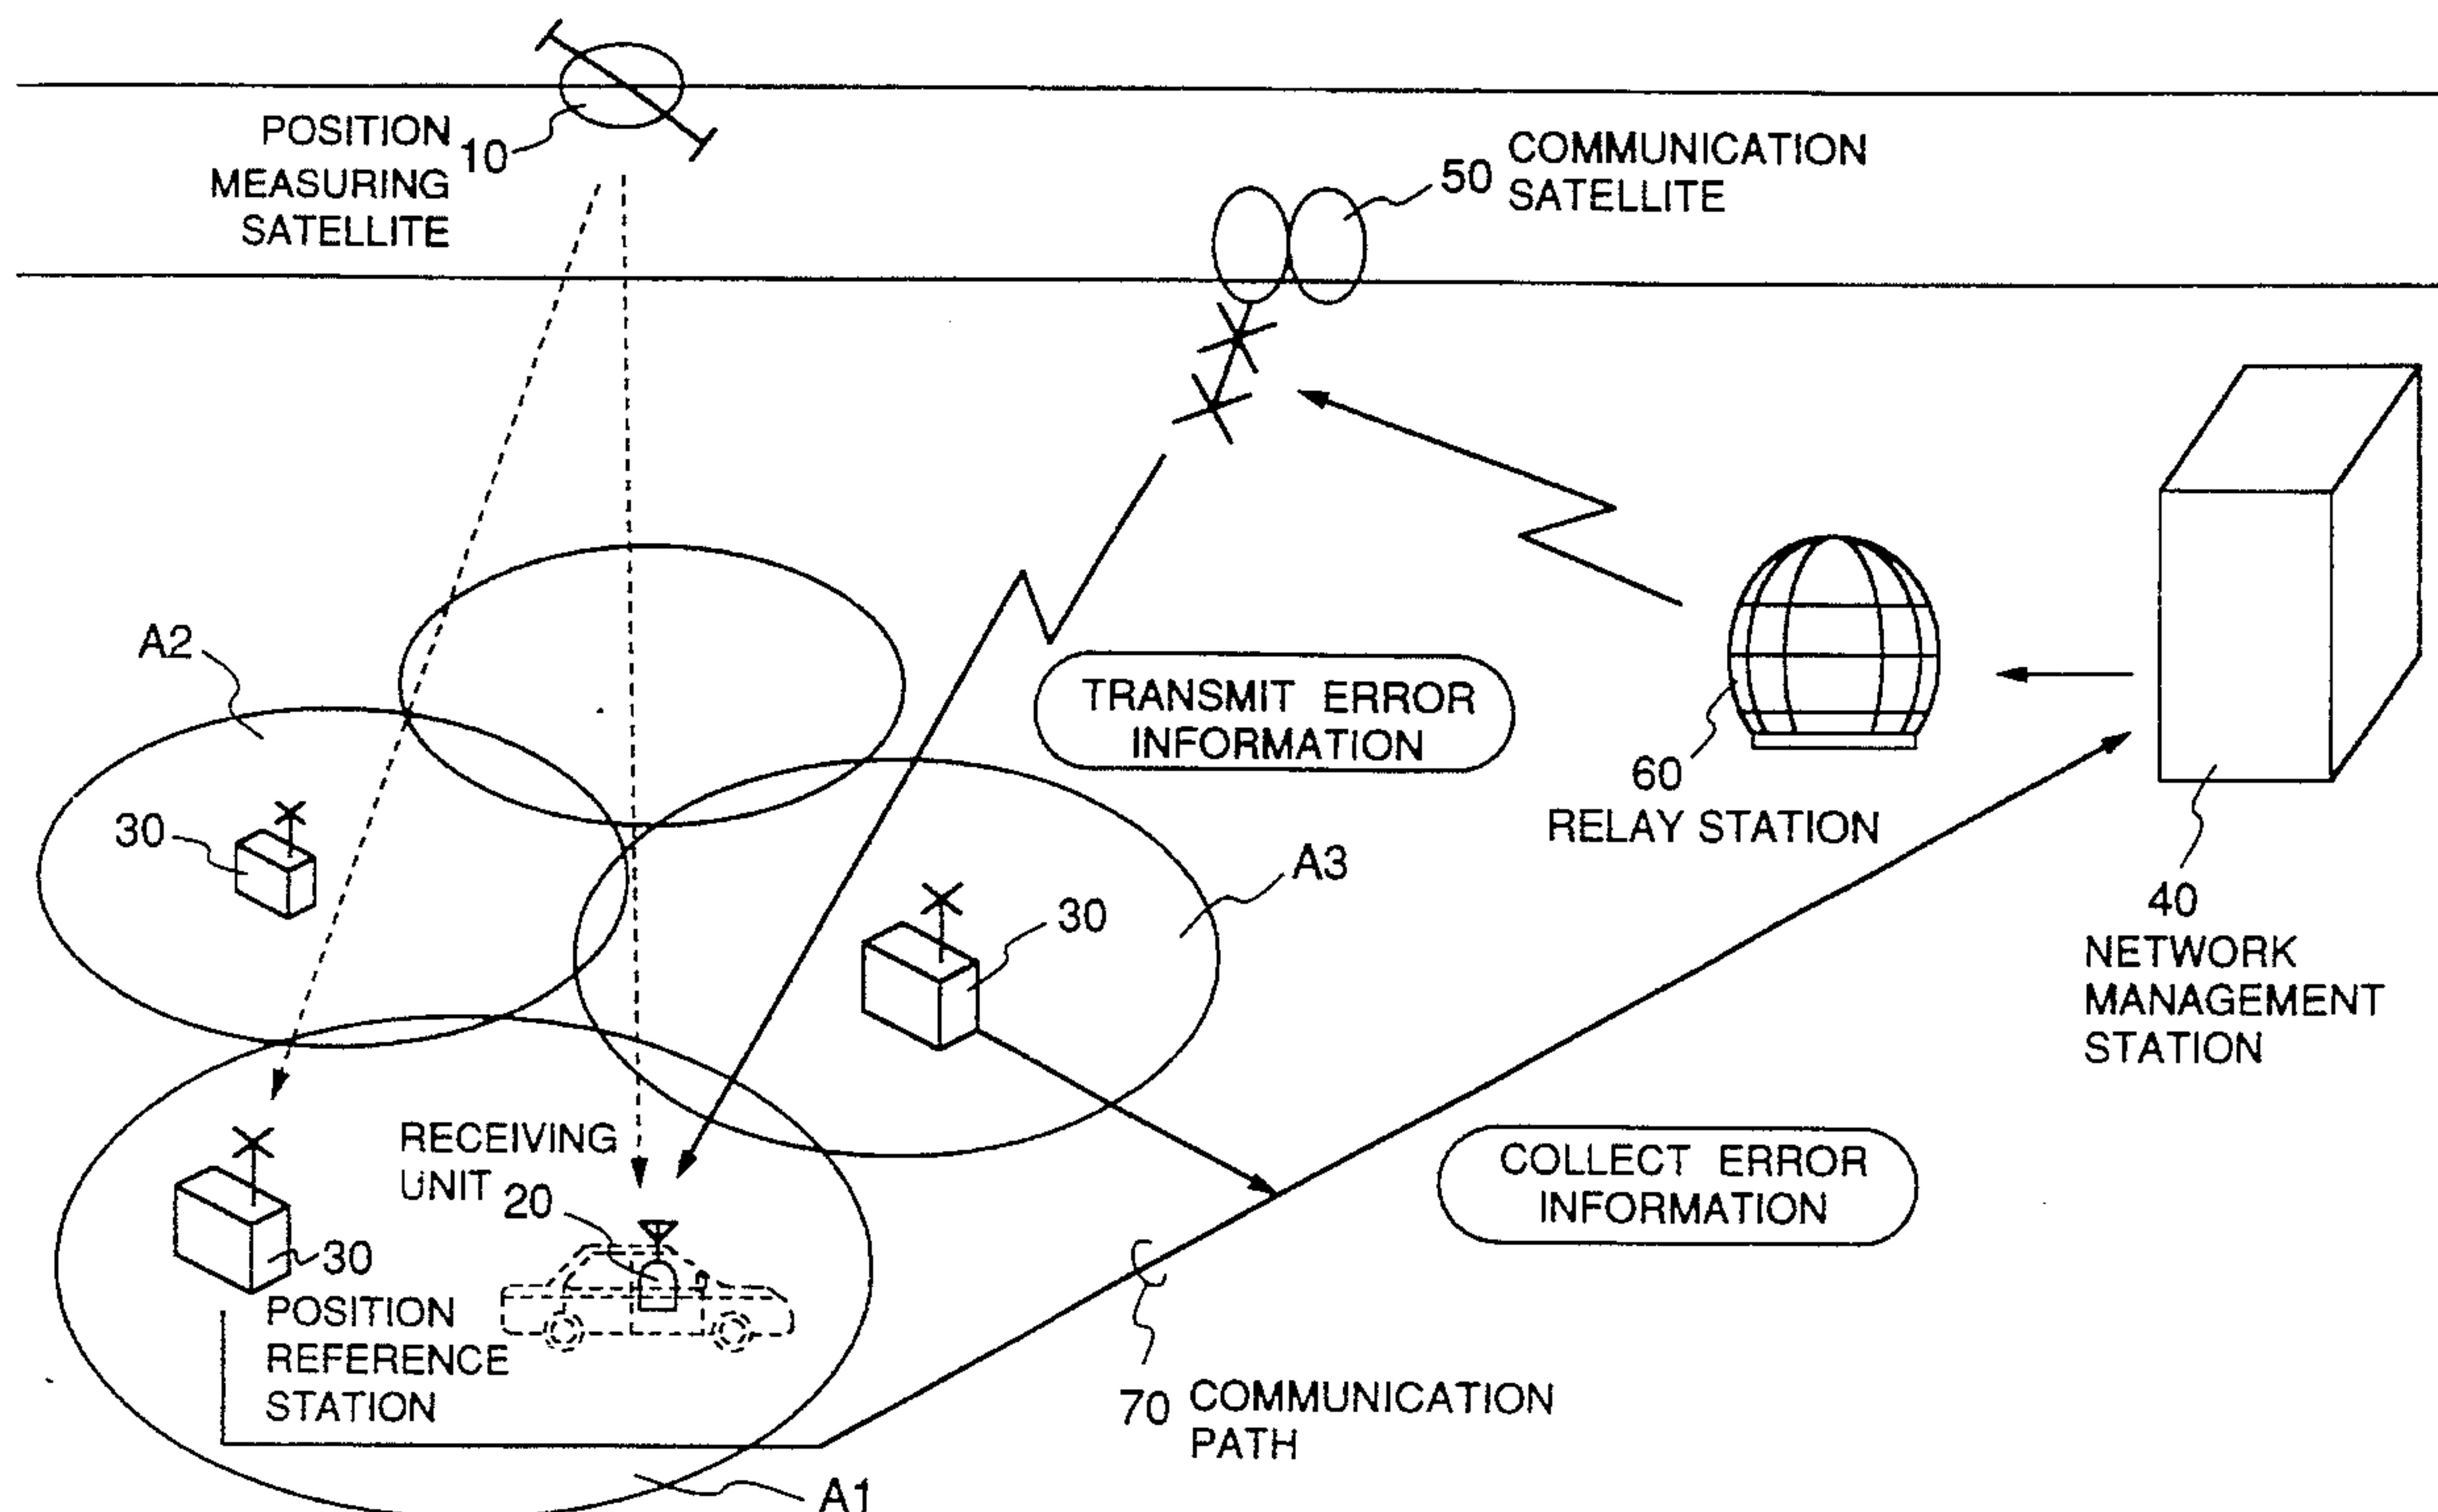 POSITION
MEASURING
SATELLITE
10
50
COMMUNICATION
SATELLITE
A2
TRANSMIT ERROR
INFORMATION
60
RELAY STATION
30
A3
30
40
NETWORK
MANAGEMENT
STATION
RECEIVING
UNIT 20
COLLECT ERROR
INFORMATION
30
POSITION
REFERENCE
STATION
70 COMMUNICATION
PATH
A1